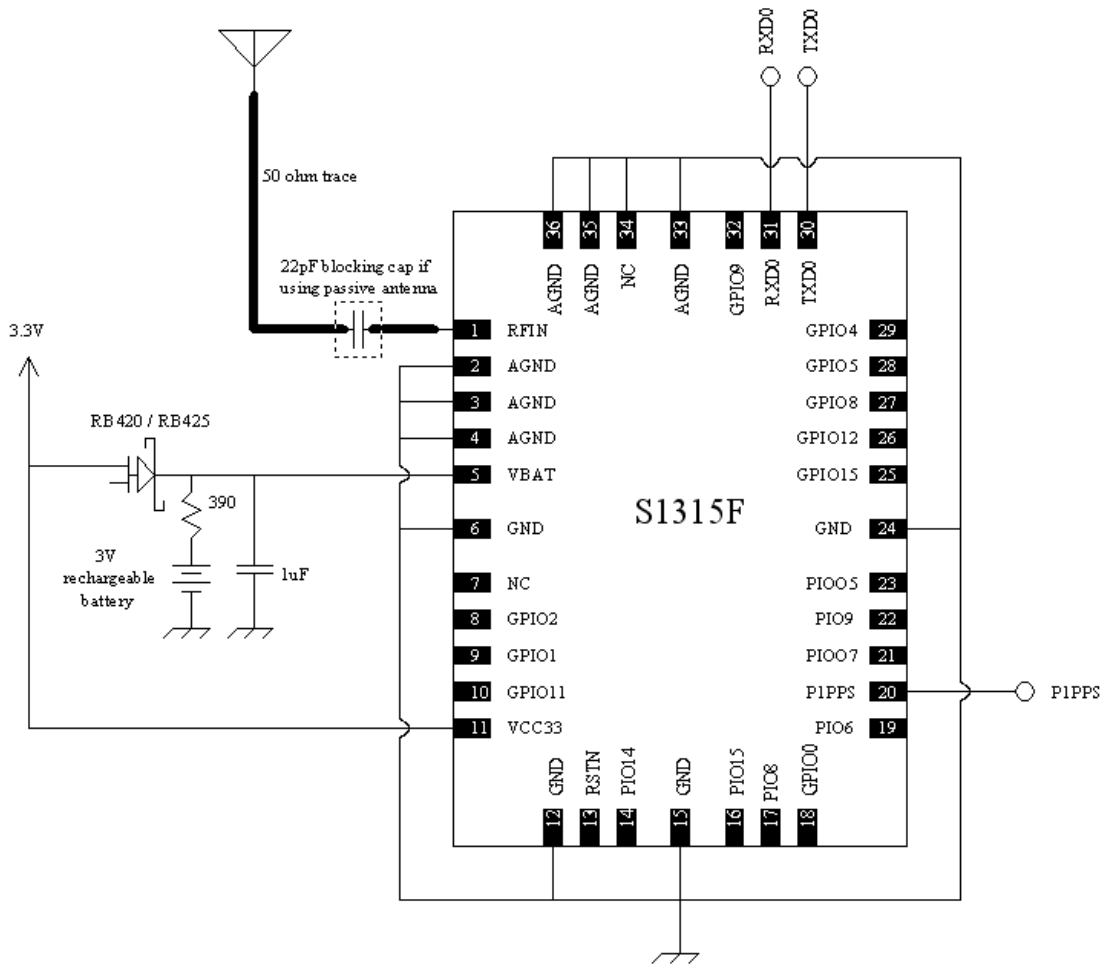 RXD0
TXD0
50 ohm trace
36
35
34
33
32
31
30
AGND
AGND
NC
AGND
GPIO9
RXD0
TXD0
22pF blocking cap if
using passive antenna
3.3V
1 RFIN
2 AGND
3 AGND
4 AGND
5 VBAT
6 GND
7 NC
8 GPIO2
9 GPIO1
10 GPIO11
11 VCC33
RB420 / RB425
390
3V
rechargeable
battery
1uF
S1315F
GPIO4 29
GPIO5 28
GPIO8 27
GPIO12 26
GPIO15 25
GND 24
PIO05 23
PIO9 22
PIO07 21
P1PPS 20
P1PPS
PIO6 19
GND
RSTN
PIO14
GND
PIO15
PIO8
GPIO0
12
13
14
15
16
17
18